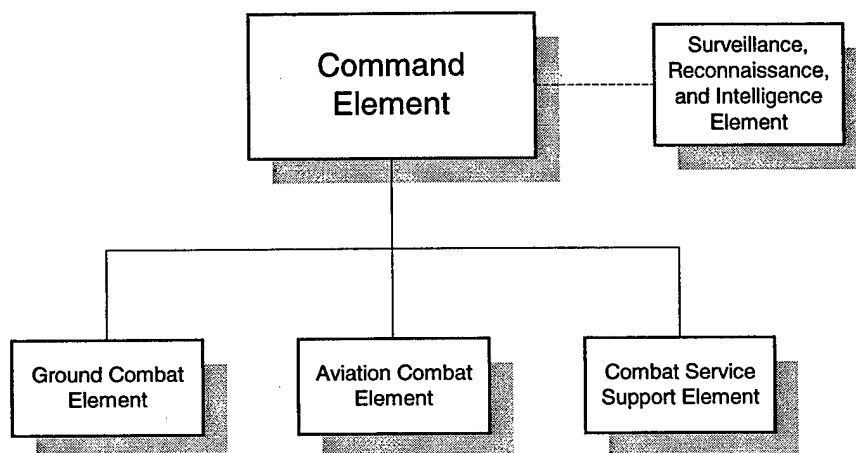 Command
Element
Surveillance,
Reconnaissance,
and Intelligence
Element
Ground Combat
Element
Aviation Combat
Element
Combat Service
Support Element